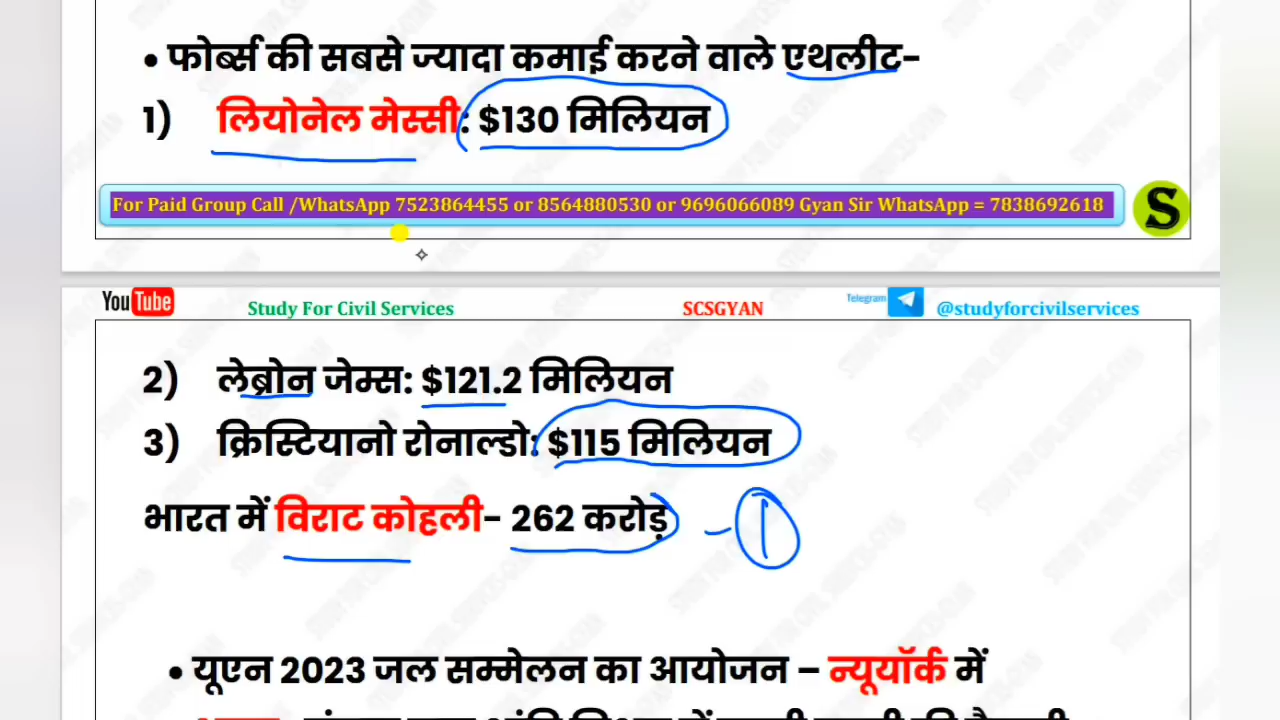 • फोर्ब्स की सबसे ज्यादा कमाई करने वाले एथलीट–
1) लियोनेल मेस्सी: $130 मिलियन
For Paid Group Call /WhatsApp 7523864455 or 8564880530 or 9696066089 Gyan Sir WhatsApp = 7838692618
S
YouTube Study For Civil Services SCSGYAN Telegram @studyforcivilservices
2) लेब्रोन जेम्स: $121.2 मिलियन
3) क्रिस्टियानो रोनाल्डो: $115 मिलियन
भारत में विराट कोहली– 262 करोड़ – 1
• यूएन 2023 जल सम्मेलन का आयोजन – न्यूयॉर्क में